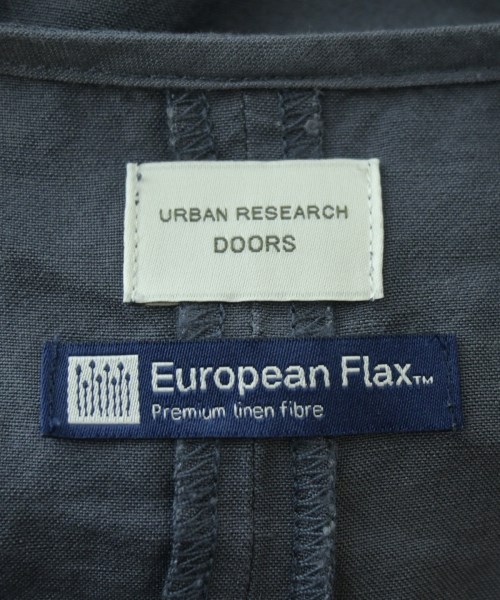 URBAN RESEARCH
DOORS
European Flax™
Premium linen fibre